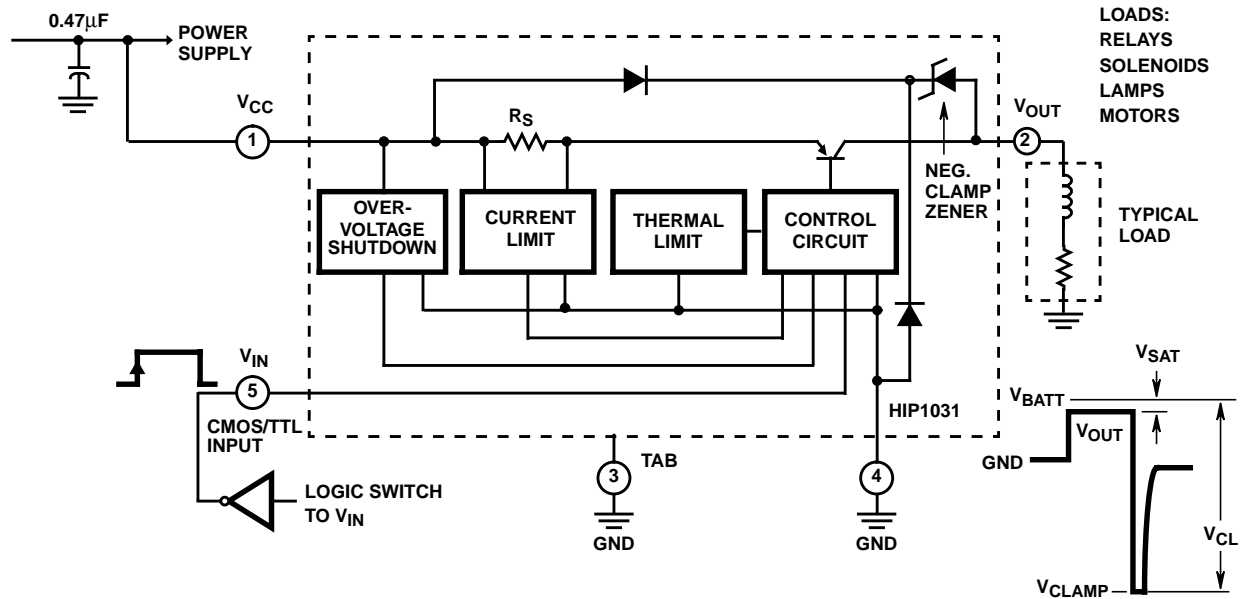 0.47μF
POWER
SUPPLY
LOADS:
RELAYS
SOLENOIDS
LAMPS
MOTORS
VCC
1
RS
VOUT
2
NEG.
CLAMP
ZENER
TYPICAL
LOAD
OVER-
VOLTAGE
SHUTDOWN
CURRENT
LIMIT
THERMAL
LIMIT
CONTROL
CIRCUIT
VIN
5
CMOS/TTL
INPUT
LOGIC SWITCH
TO VIN
HIP1031
TAB
3
GND
4
GND
VSAT
VBATT
VOUT
GND
VCL
VCLAMP